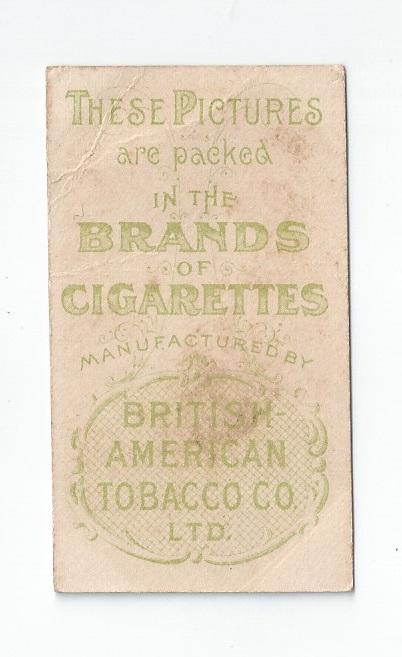 THESE PICTURES
are packed
IN THE
BRANDS
OF
CIGARETTES
MANUFACTURED BY
BRITISH-
AMERICAN
TOBACCO CO.
LTD.